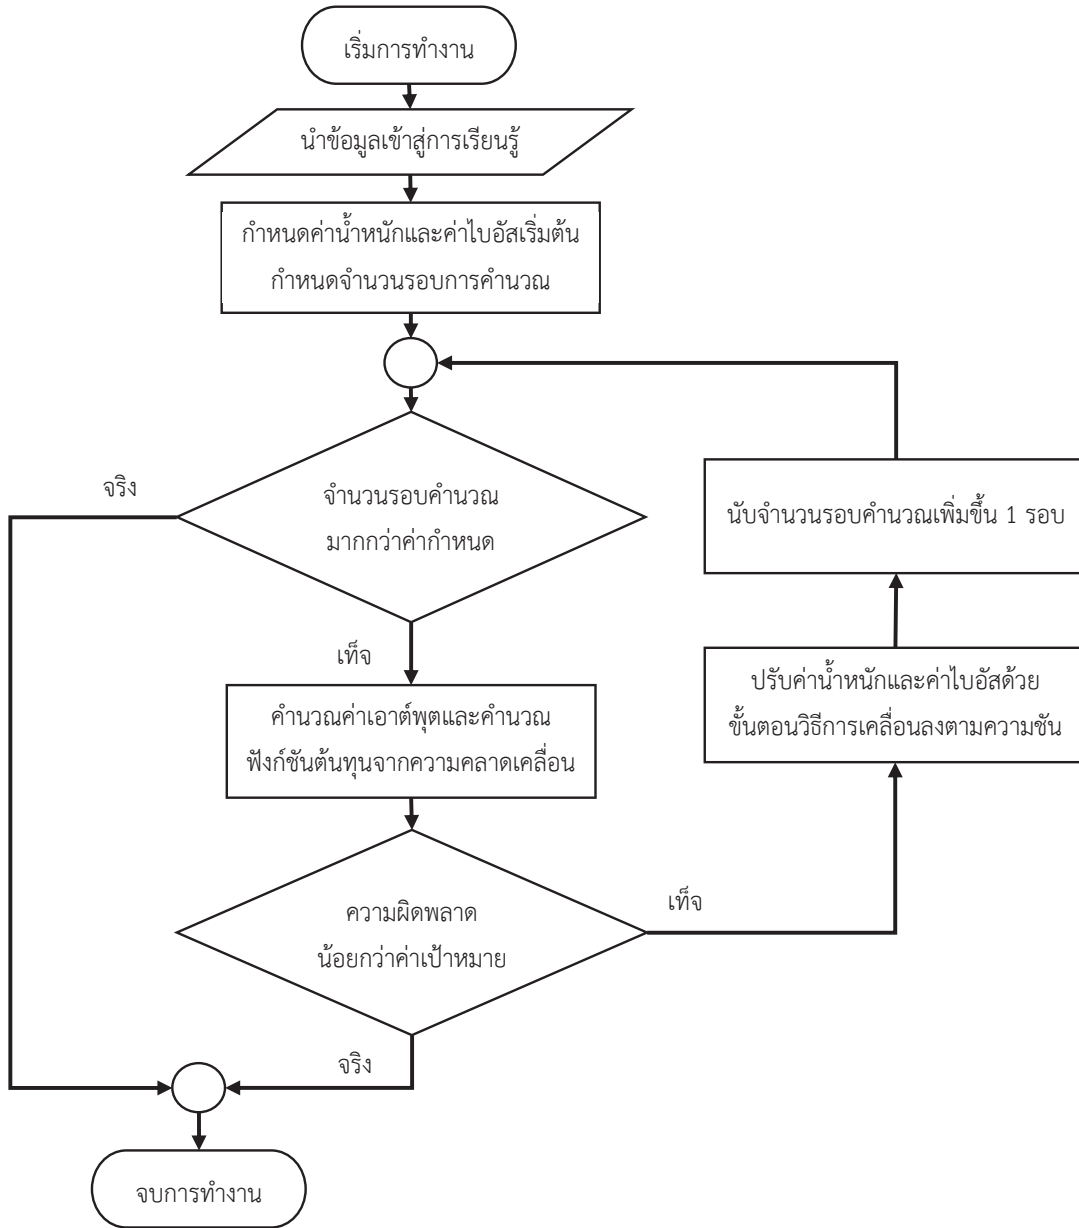 เริ่มการทำงาน
นำข้อมูลเข้าสู่การเรียนรู้
กำหนดค่าน้ำหนักและค่าไบอัสเริ่มต้น
กำหนดจำนวนรอบการคำนวณ
จริง
จำนวนรอบคำนวณ
มากกว่าค่ากำหนด
นับจำนวนรอบคำนวณเพิ่มขึ้น 1 รอบ
เท็จ
คำนวณค่าเอาต์พุตและคำนวณ
ฟังก์ชันต้นทุนจากความคลาดเคลื่อน
ปรับค่าน้ำหนักและค่าไบอัสด้วย
ขั้นตอนวิธีการเคลื่อนลงตามความชัน
ความผิดพลาด
น้อยกว่าค่าเป้าหมาย
เท็จ
จริง
จบการทำงาน